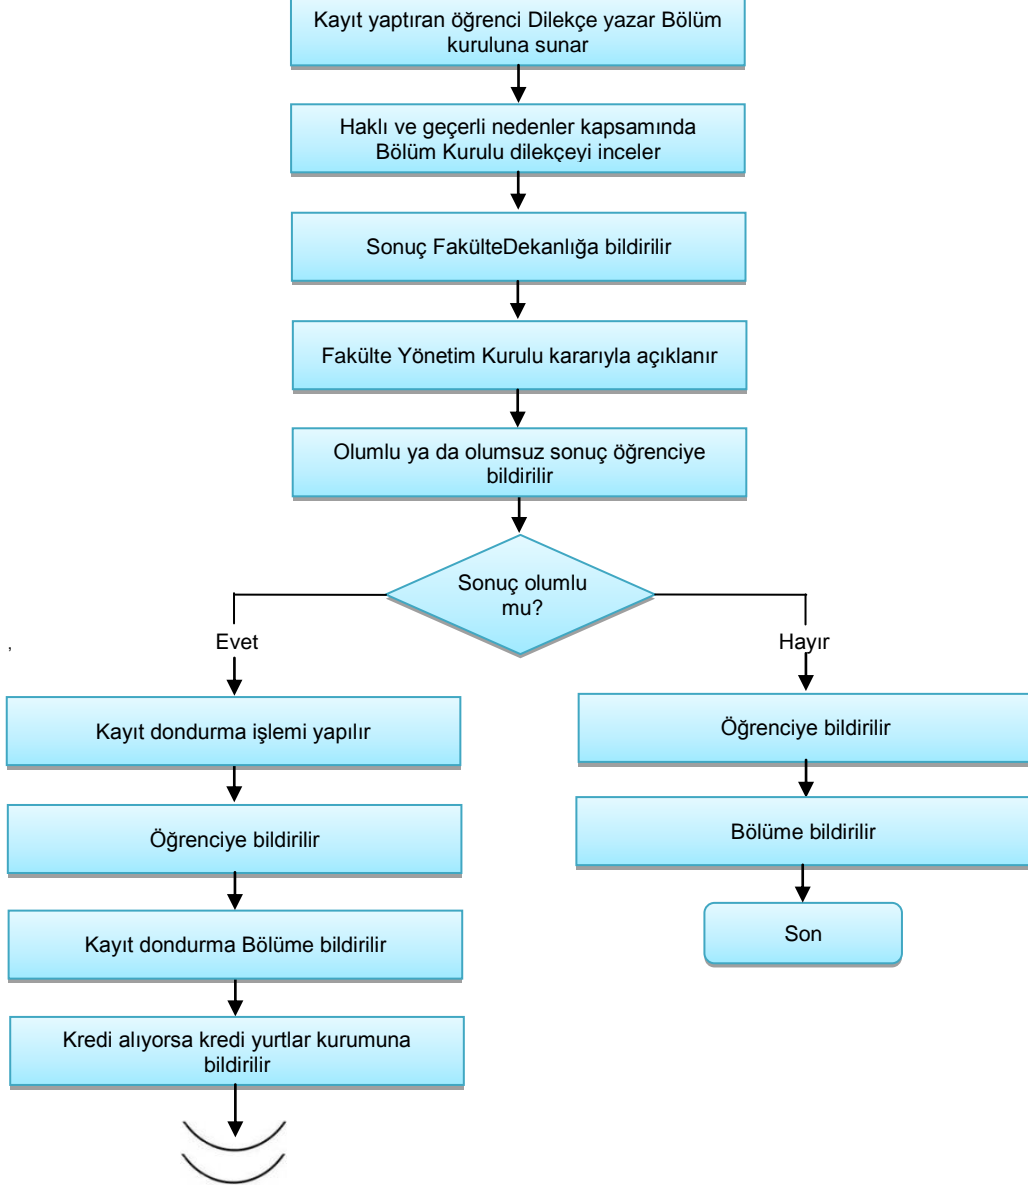 Kayıt yaptıran öğrenci Dilekçe yazar Bölüm
kuruluna sunar
Haklı ve geçerli nedenler kapsamında
Bölüm Kurulu dilekçeyi inceler
Sonuç FakülteDekanlığa bildirilir
Fakülte Yönetim Kurulu kararıyla açıklanır
Olumlu ya da olumsuz sonuç öğrenciye
bildirilir
Sonuç olumlu
mu?
,
Evet
Hayır
Kayıt dondurma işlemi yapılır
Öğrenciye bildirilir
Kayıt dondurma Bölüme bildirilir
Kredi alıyorsa kredi yurtlar kurumuna
bildirilir
Öğrenciye bildirilir
Bölüme bildirilir
Son